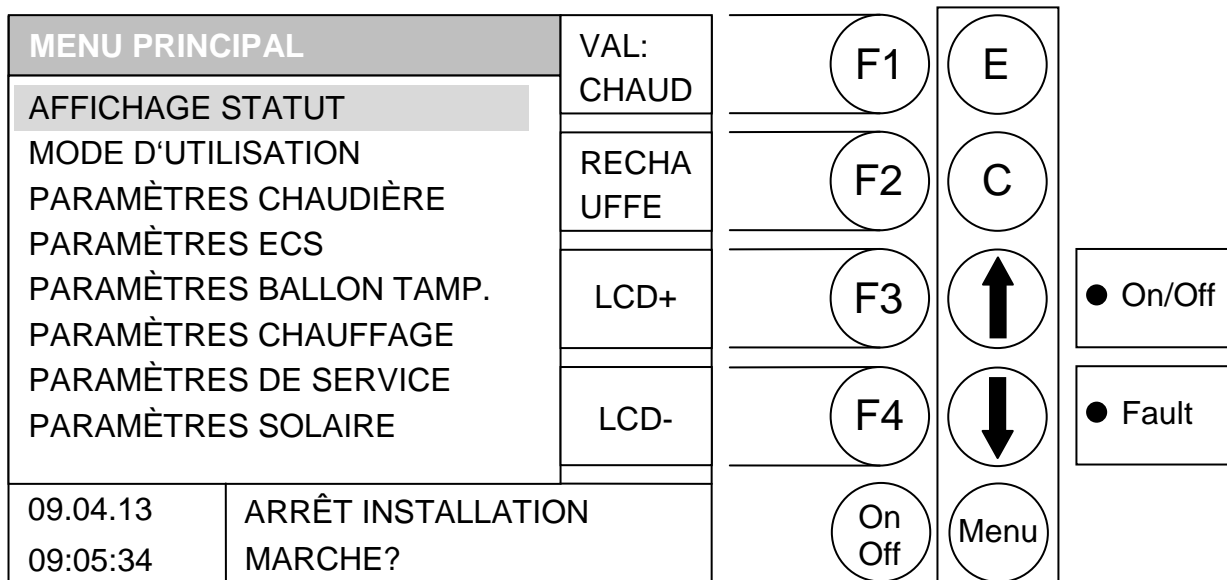 MENU PRINCIPAL
AFFICHAGE STATUT
MODE D‘UTILISATION
PARAMÈTRES CHAUDIÈRE
PARAMÈTRES ECS
PARAMÈTRES BALLON TAMP.
PARAMÈTRES CHAUFFAGE
PARAMÈTRES DE SERVICE
PARAMÈTRES SOLAIRE
VAL:
CHAUD
RECHA
UFFE
LCD+
LCD-
09.04.13
09:05:34
ARRÊT INSTALLATION
MARCHE?
F1
E
F2
C
F3
F4
On
Off
Menu
On/Off
Fault